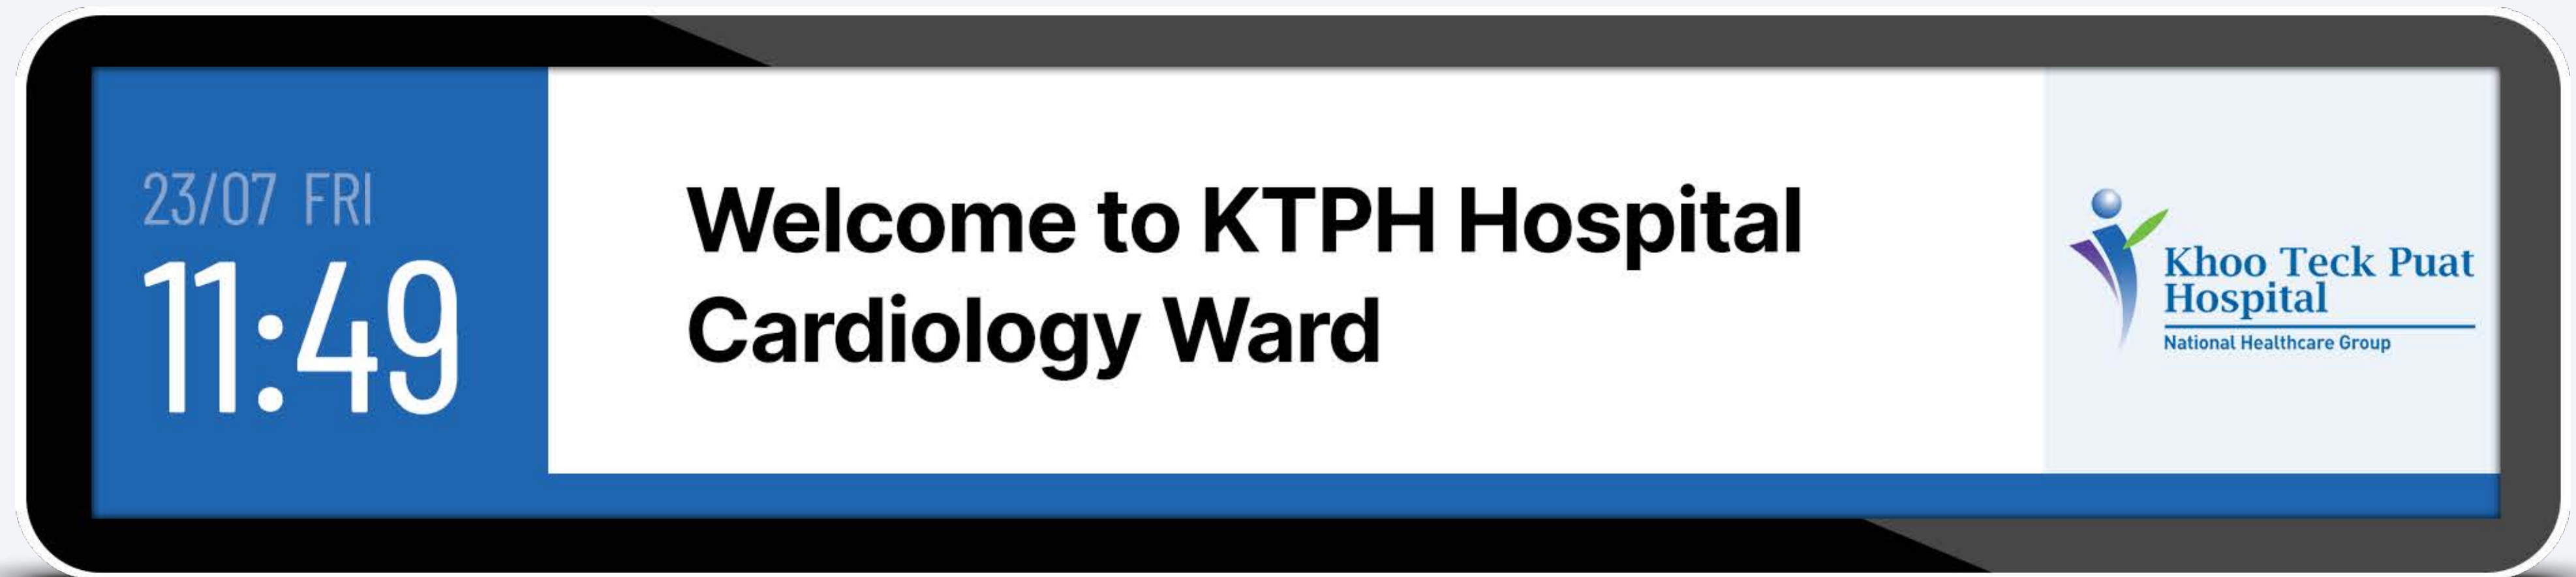 23/07 FRI
11:49
Welcome to KTPH Hospital
Cardiology Ward
Khoo Teck Puat
Hospital
National Healthcare Group